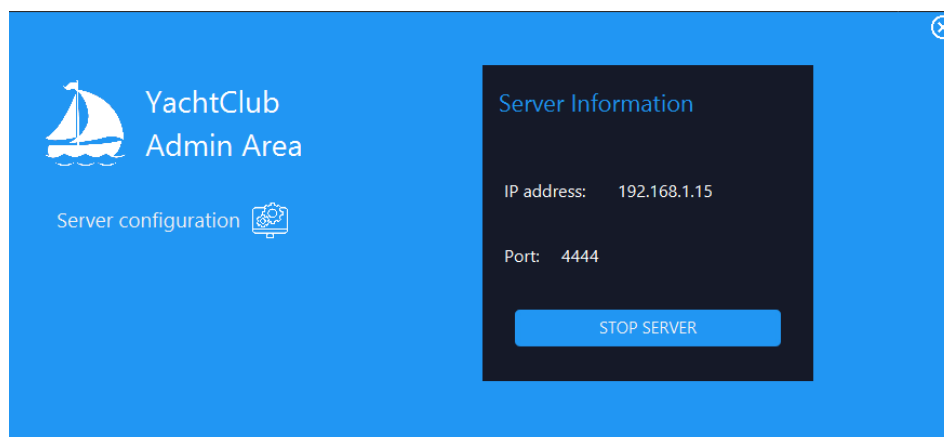 YachtClub
Admin Area
Server configuration
Server Information
IP address: 192.168.1.15
Port: 4444
STOP SERVER